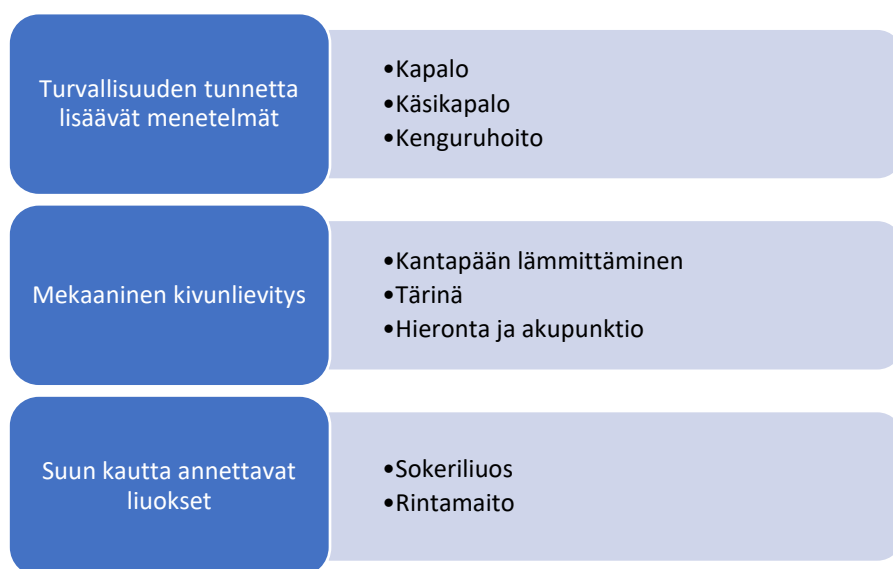 Turvallisuuden tunnetta
lisäävät menetelmät
•Kapalo
•Käsikapalo
•Kenguruhoito
Mekaaninen kivunlievitys
•Kantapään lämmittäminen
•Tärinä
•Hieronta ja akupunktio
Suun kautta annettavat
liuokset
•Sokeriliuos
•Rintamaito